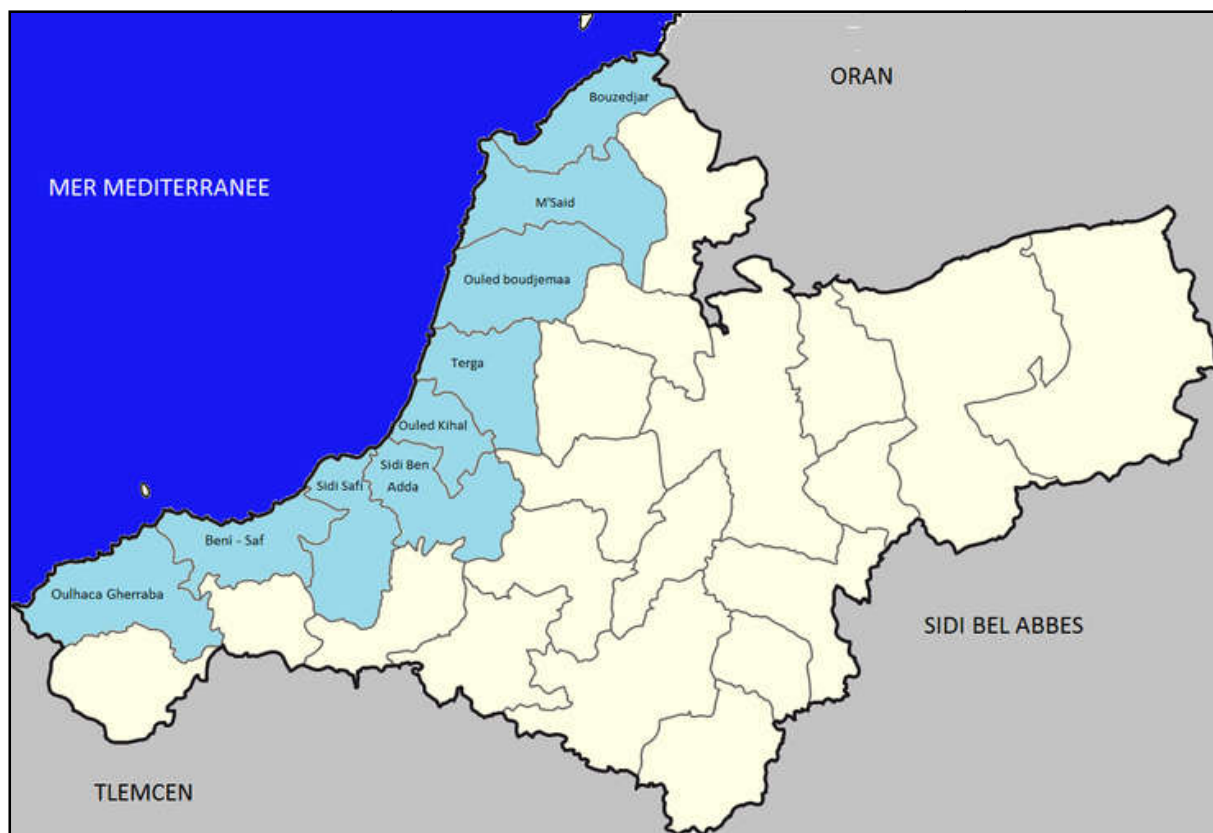 ORAN
Bouzedjar
MER MEDITERRANEE
M'Said
Ouled boudjemaa
Terga
Ouled Kihal
Sidi Ben
Adda
Sidi Safi
Beni - Saf
Oulhaca Gherraba
SIDI BEL ABBES
TLEMCEN